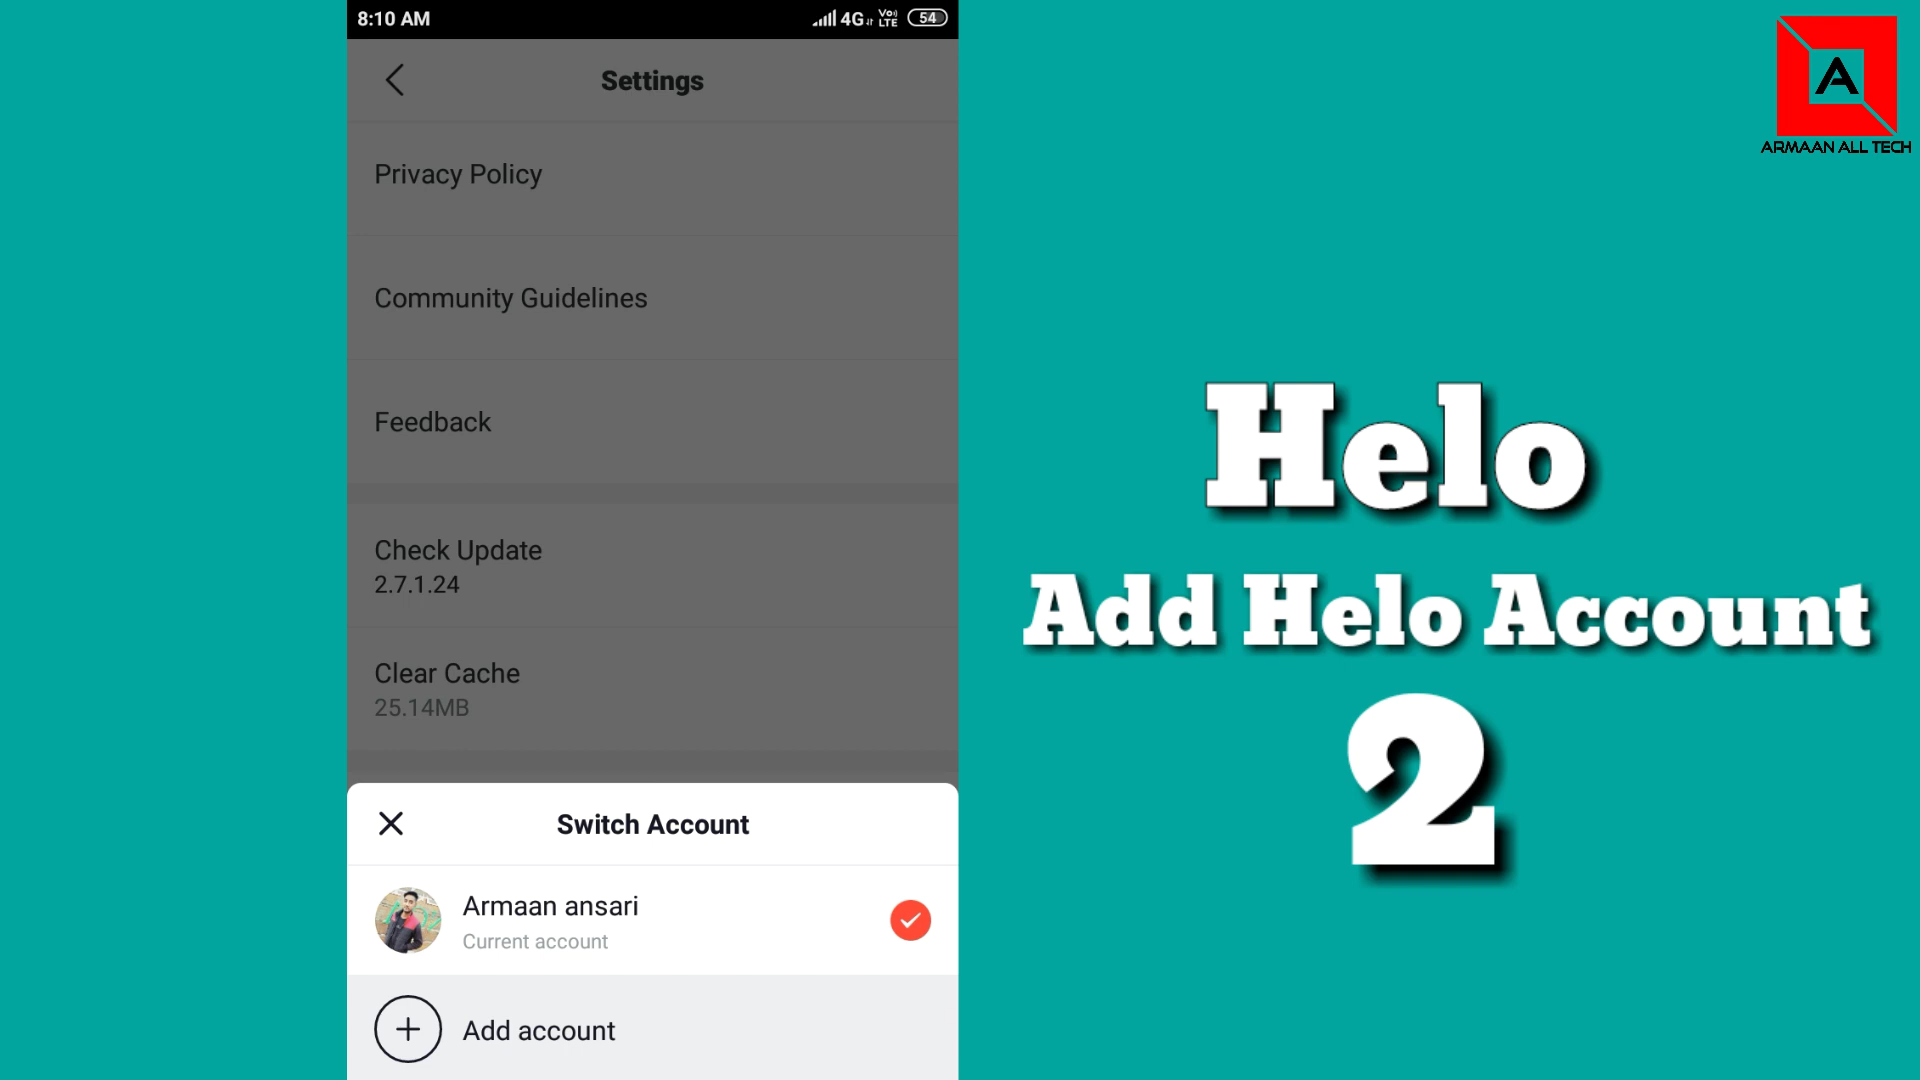 8:10 AM
4G
Vo)
LTE
54
Settings
Privacy Policy
Community Guidelines
Feedback
Check Update
2.7.1.24
Clear Cache
25.14MB
Switch Account
Armaan ansari
Current account
Add account
A
ARMAAN ALL TECH
Helo
Add Helo Account
2